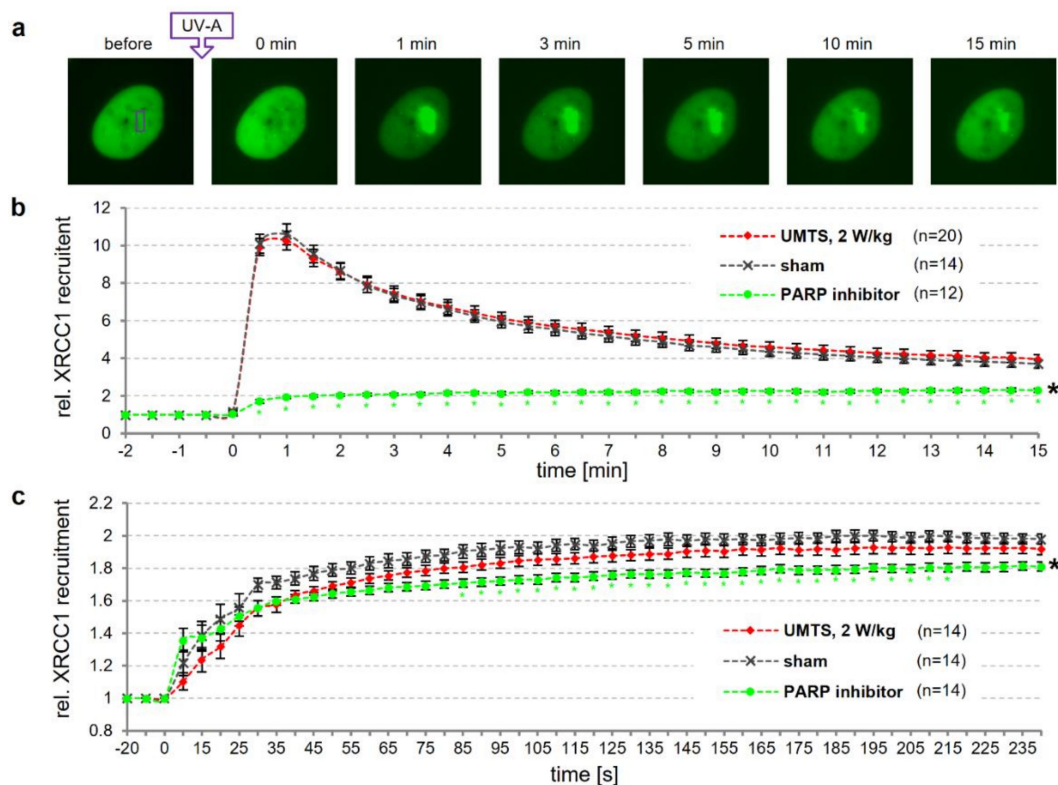 a
UV-A
before 0 min 1 min 3 min 5 min 10 min 15 min
b
rel. XRCC1 recruitent
12
10
8
6
4
2
0
UMTS, 2 W/kg (n=20)
sham (n=14)
PARP inhibitor (n=12)
*
-2 -1 0 1 2 3 4 5 6 7 8 9 10 11 12 13 14 15
time [min]
c
rel. XRCC1 recruitment
2.2
2
1.8
1.6
1.4
1.2
1
0.8
*
UMTS, 2 W/kg (n=14)
sham (n=14)
PARP inhibitor (n=14)
-20 0 15 25 35 45 55 65 75 85 95 105 115 125 135 145 155 165 175 185 195 205 215 225 235
time [s]